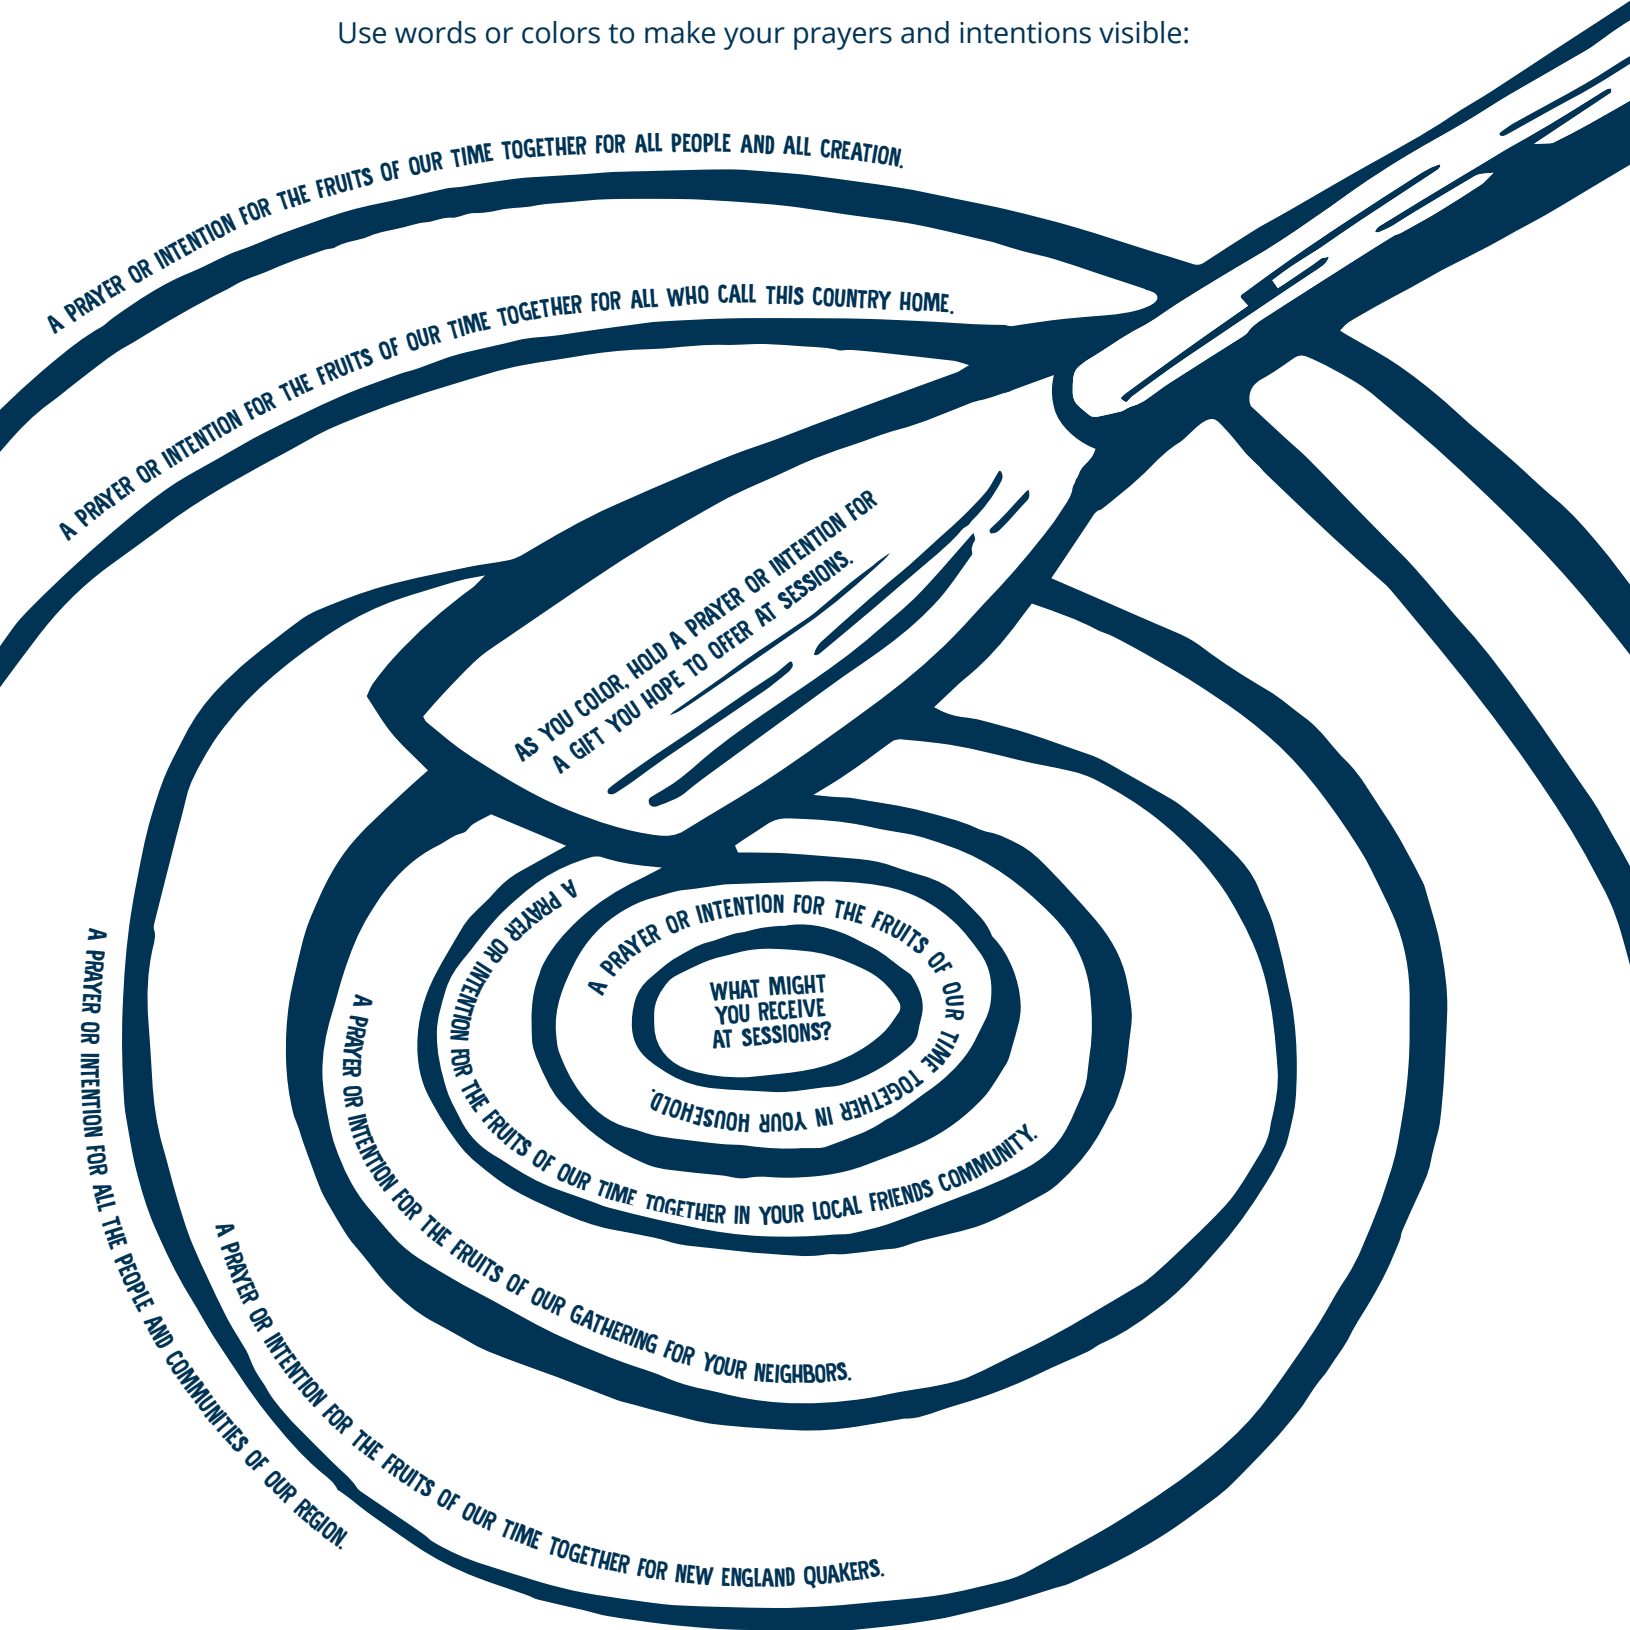 Use words or colors to make your prayers and intentions visible:
A PRAYER OR INTENTION FOR THE FRUITS OF OUR TIME TOGETHER FOR ALL PEOPLE AND ALL CREATION.
A PRAYER OR INTENTION FOR THE FRUITS OF OUR TIME TOGETHER FOR ALL WHO CALL THIS COUNTRY HOME.
AS YOU COLOR, HOLD A PRAYER OR INTENTION FOR
A GIFT YOU HOPE TO OFFER AT SESSIONS.
WHAT MIGHT
YOU RECEIVE
AT SESSIONS?
A PRAYER OR INTENTION FOR THE FRUITS OF OUR TIME TOGETHER IN YOUR HOUSEHOLD.
A PRAYER OR INTENTION FOR THE FRUITS OF OUR TIME TOGETHER IN YOUR LOCAL FRIENDS COMMUNITY.
A PRAYER OR INTENTION FOR THE FRUITS OF OUR GATHERING FOR YOUR NEIGHBORS.
A PRAYER OR INTENTION FOR THE FRUITS OF OUR TIME TOGETHER FOR NEW ENGLAND QUAKERS.
A PRAYER OR INTENTION FOR ALL THE PEOPLE AND COMMUNITIES OF OUR REGION.